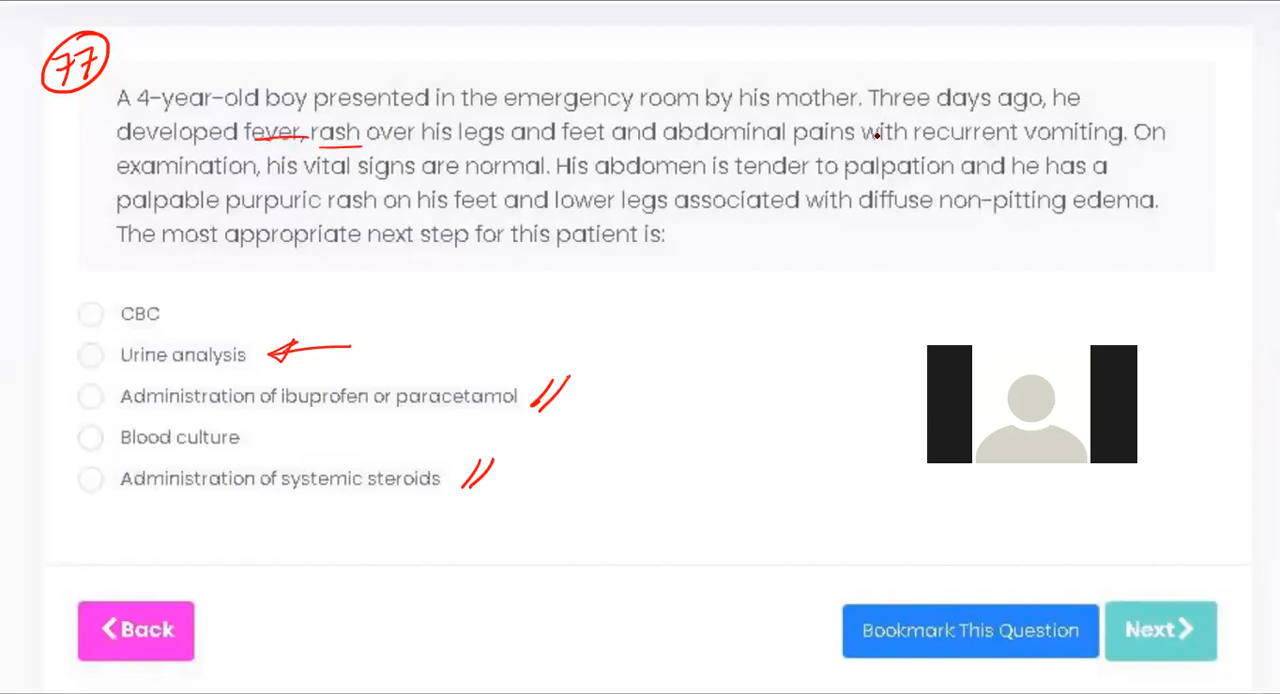 77
A 4-year-old boy presented in the emergency room by his mother. Three days ago, he
developed fever, rash over his legs and feet and abdominal pains with recurrent vomiting. On
examination, his vital signs are normal. His abdomen is tender to palpation and he has a
palpable purpuric rash on his feet and lower legs associated with diffuse non-pitting edema.
The most appropriate next step for this patient is:
CBC
Urine analysis
Administration of ibuprofen or paracetamol
Blood culture
Administration of systemic steroids
Back
Bookmark This Question
Next